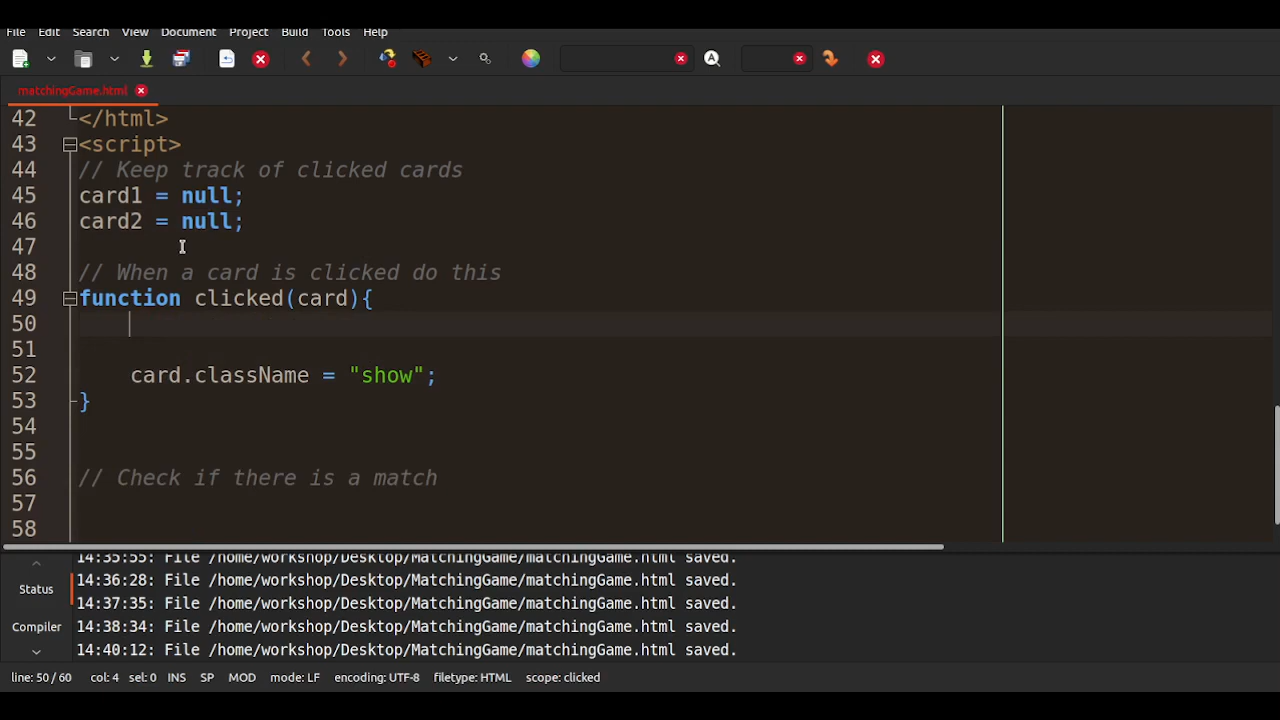 File Edit Search View Document Project Build Tools Help
matchingGame.html
42 </html>
43 <script>
44 // Keep track of clicked cards
45 card1 = null;
46 card2 = null;
47
48 // When a card is clicked do this
49 function clicked(card){
50
51
52 card.className = "show";
53 }
54
55
56 // Check if there is a match
57
58
14:35:55: File /home/workshop/Desktop/MatchingGame/matchingGame.html saved.
Status 14:36:28: File /home/workshop/Desktop/MatchingGame/matchingGame.html saved.
14:37:35: File /home/workshop/Desktop/MatchingGame/matchingGame.html saved.
Compiler 14:38:34: File /home/workshop/Desktop/MatchingGame/matchingGame.html saved.
14:40:12: File /home/workshop/Desktop/MatchingGame/matchingGame.html saved.
line: 50 / 60 col: 4 sel: 0 INS SP MOD mode: LF encoding: UTF-8 filetype: HTML scope: clicked